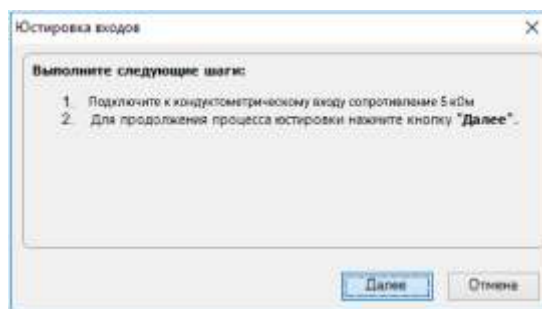 Юстировка входов
Выполните следующие шаги:
1. Подключите к кондуктометрическому входу сопротивление 5 кОм
2. Для продолжения процесса юстировки нажмите кнопку "Далее".
Далее Отмена